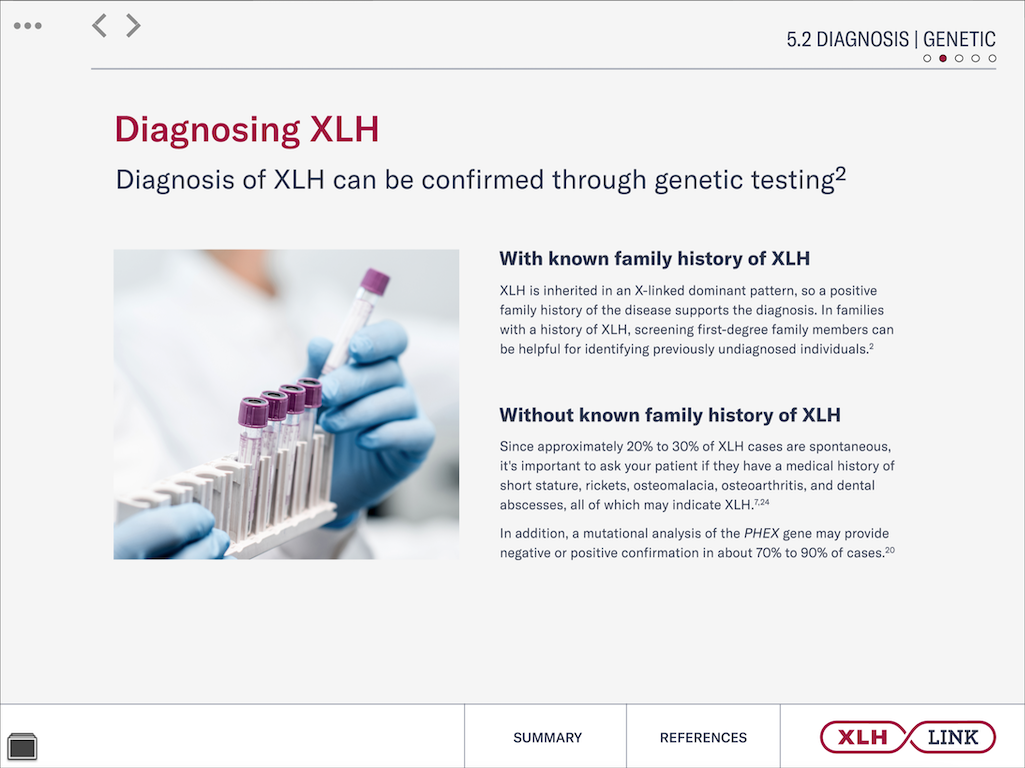 5.2 DIAGNOSIS | GENETIC
Diagnosing XLH
Diagnosis of XLH can be confirmed through genetic testing2
With known family history of XLH
XLH is inherited in an X-linked dominant pattern, so a positive
family history of the disease supports the diagnosis. In families
with a history of XLH, screening first-degree family members can
be helpful for identifying previously undiagnosed individuals.2
Without known family history of XLH
Since approximately 20% to 30% of XLH cases are spontaneous,
it's important to ask your patient if they have a medical history of
short stature, rickets, osteomalacia, osteoarthritis, and dental
abscesses, all of which may indicate XLH.7,24
In addition, a mutational analysis of the PHEX gene may provide
negative or positive confirmation in about 70% to 90% of cases.20
SUMMARY
REFERENCES
XLH LINK